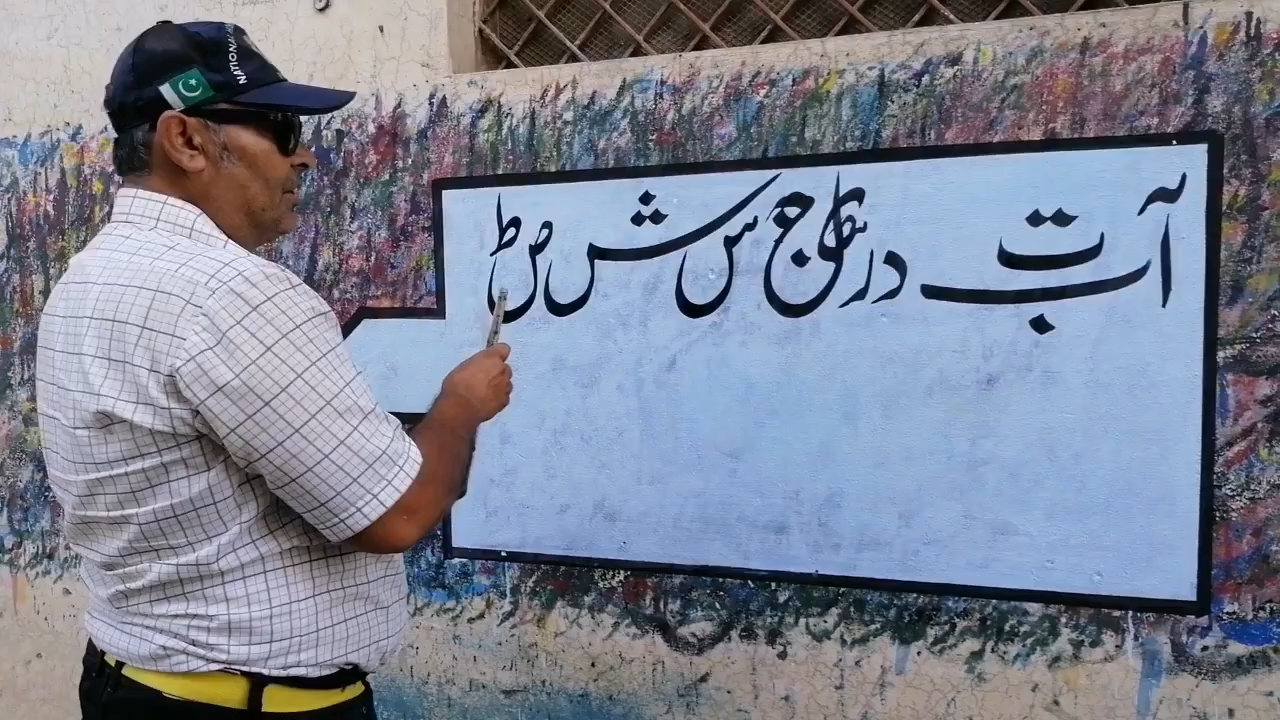 آ ب ت د ر ج س ش ص ط